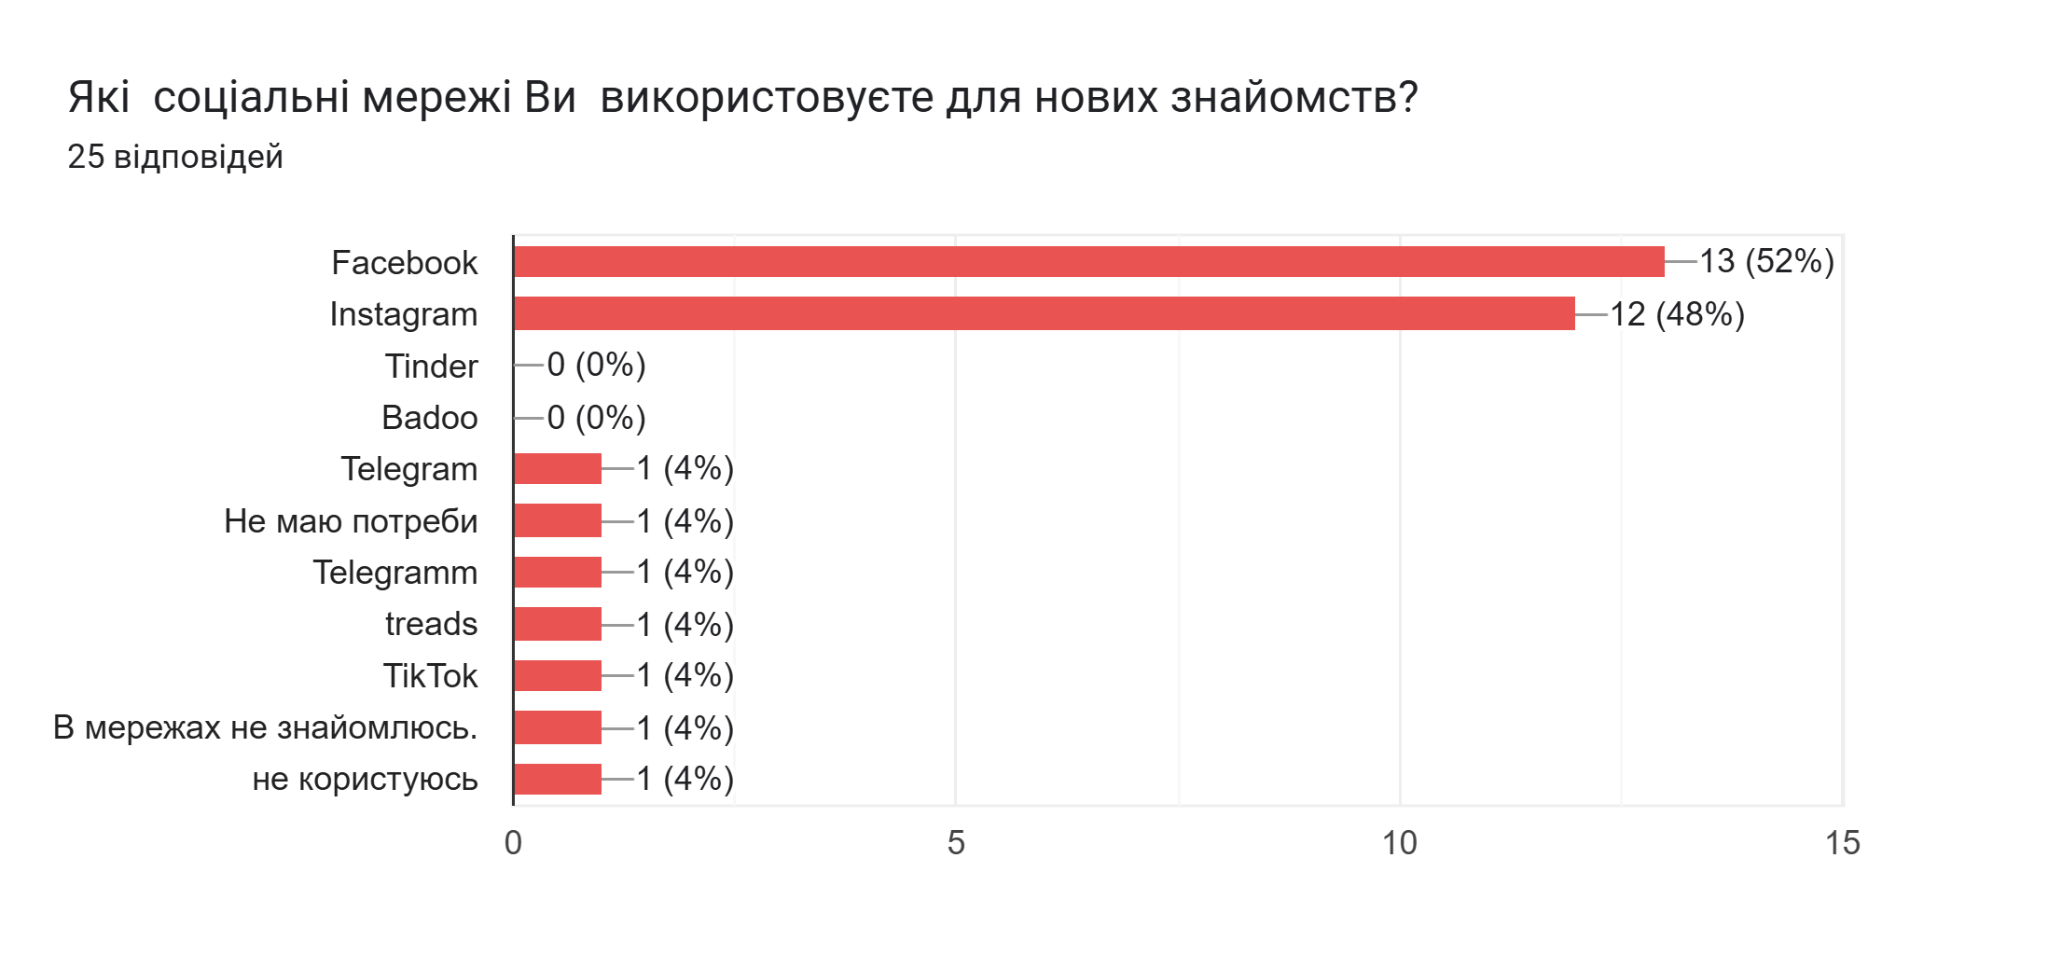 Які  соціальні мережі Ви  використовуєте для нових знайомств?
25 відповідей
Facebook 13 (52%)
Instagram 12 (48%)
Tinder 0 (0%)
Badoo 0 (0%)
Telegram 1 (4%)
Не маю потреби 1 (4%)
Telegramm 1 (4%)
treads 1 (4%)
TikTok 1 (4%)
В мережах не знайомлюсь. 1 (4%)
не користуюсь 1 (4%)
0 5 10 15